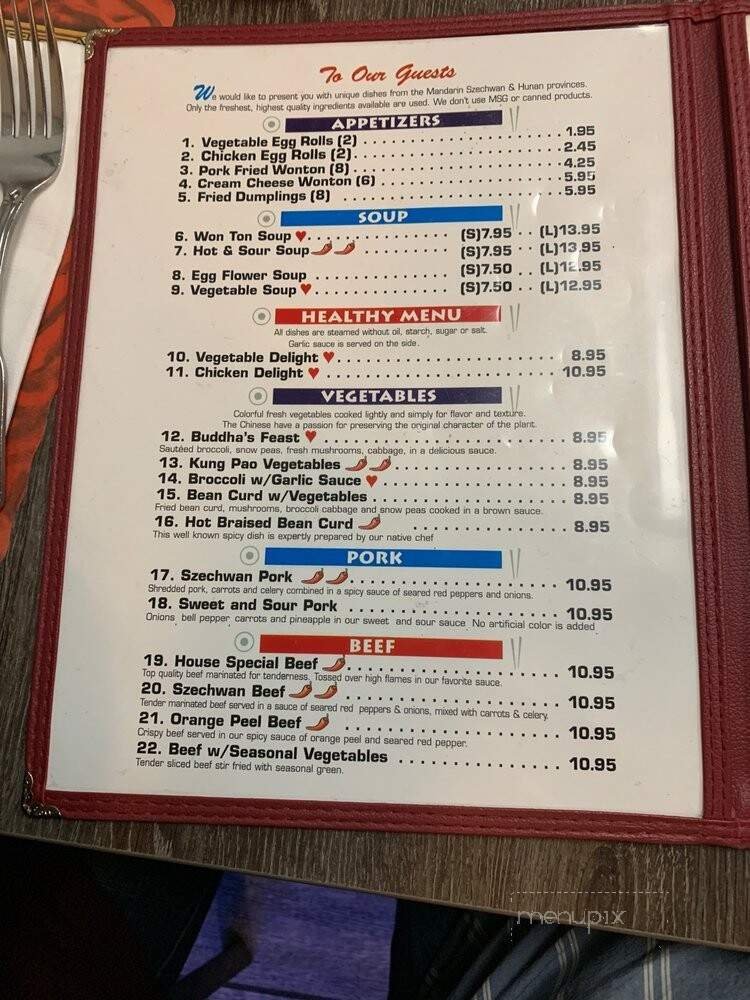 To Our Guests
We would like to present you with unique dishes from the Mandarin Szechwan & Hunan provinces.
Only the freshest, highest quality ingredients available are used. We don't use MSG or canned products.
APPETIZERS
1. Vegetable Egg Rolls (2) . . . . . . . . . . . . . . . . . . . . 1.95
2. Chicken Egg Rolls (2). . . . . . . . . . . . . . . . . . . . . 2.45
3. Pork Fried Wonton (8) . . . . . . . . . . . . . . . . . . . . 4.25
4. Cream Cheese Wonton (6) . . . . . . . . . . . . . . . . . 5.95
5. Fried Dumplings (8) . . . . . . . . . . . . . . . . . . . . . 5.95
SOUP
6. Won Ton Soup ♥. . . . . . . . . . . . . (S)7.95 . . (L)13.95
7. Hot & Sour Soup 🌶🌶 . . . . . . . . (S)7.95 . . (L)13.95
8. Egg Flower Soup . . . . . . . . . . . . (S)7.50 . . (L)12.95
9. Vegetable Soup ♥ . . . . . . . . . . . . (S)7.50 . . (L)12.95
HEALTHY MENU
All dishes are steamed without oil, starch, sugar or salt.
Garlic sauce is served on the side.
10. Vegetable Delight ♥. . . . . . . . . . . . . . . . . . . . . 8.95
11. Chicken Delight ♥ . . . . . . . . . . . . . . . . . . . . . 10.95
VEGETABLES
Colorful fresh vegetables cooked lightly and simply for flavor and texture.
The Chinese have a passion for preserving the original character of the plant.
12. Buddha's Feast ♥ . . . . . . . . . . . . . . . . . . . . . . 8.95
Sautéed broccoli, snow peas, fresh mushrooms, cabbage, in a delicious sauce.
13. Kung Pao Vegetables 🌶🌶. . . . . . . . . . . . . . . . 8.95
14. Broccoli w/Garlic Sauce ♥ . . . . . . . . . . . . . . . . 8.95
15. Bean Curd w/Vegetables . . . . . . . . . . . . . . . . . 8.95
Fried bean curd, mushrooms, broccoli cabbage and snow peas cooked in a brown sauce.
16. Hot Braised Bean Curd 🌶 . . . . . . . . . . . . . . 8.95
This well known spicy dish is expertly prepared by our native chef
PORK
17. Szechwan Pork 🌶🌶. . . . . . . . . . . . . . . . . . . 10.95
Shredded pork, carrots and celery combined in a spicy sauce of seared red peppers and onions.
18. Sweet and Sour Pork . . . . . . . . . . . . . . . . . . . 10.95
Onions, bell pepper, carrots and pineapple in our sweet and sour sauce. No artificial color is added
BEEF
19. House Special Beef 🌶. . . . . . . . . . . . . . . . . . 10.95
Top quality beef marinated for tenderness. Tossed over high flames in our favorite sauce.
20. Szechwan Beef 🌶🌶 . . . . . . . . . . . . . . . . . . . 10.95
Tender marinated beef served in a sauce of seared red peppers & onions, mixed with carrots & celery.
21. Orange Peel Beef 🌶 . . . . . . . . . . . . . . . . . . . 10.95
Crispy beef served in our spicy sauce of orange peel and seared red pepper.
22. Beef w/Seasonal Vegetables . . . . . . . . . . . . . . 10.95
Tender sliced beef stir fried with seasonal green.
menupix